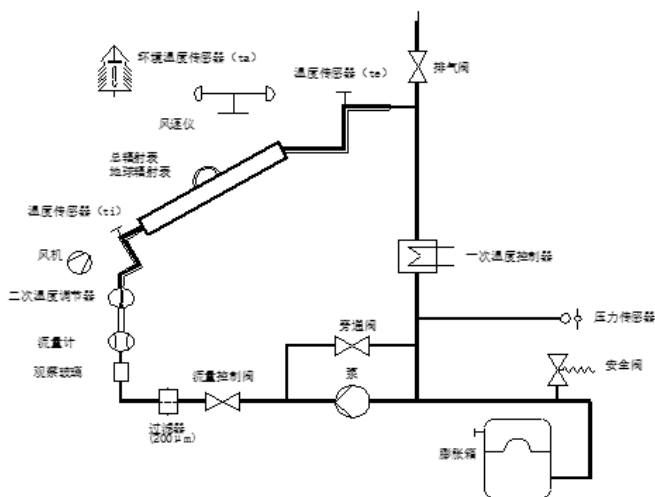 环境温度传感器（ta）
温度传感器（te）
排气阀
风速仪
总辐射表
地球辐射表
温度传感器（ti）
风机
一次温度控制器
二次温度调节器
旁通阀
压力传感器
流量计
观察玻璃
流量控制阀
泵
安全阀
过滤器
(200μm)
膨胀箱